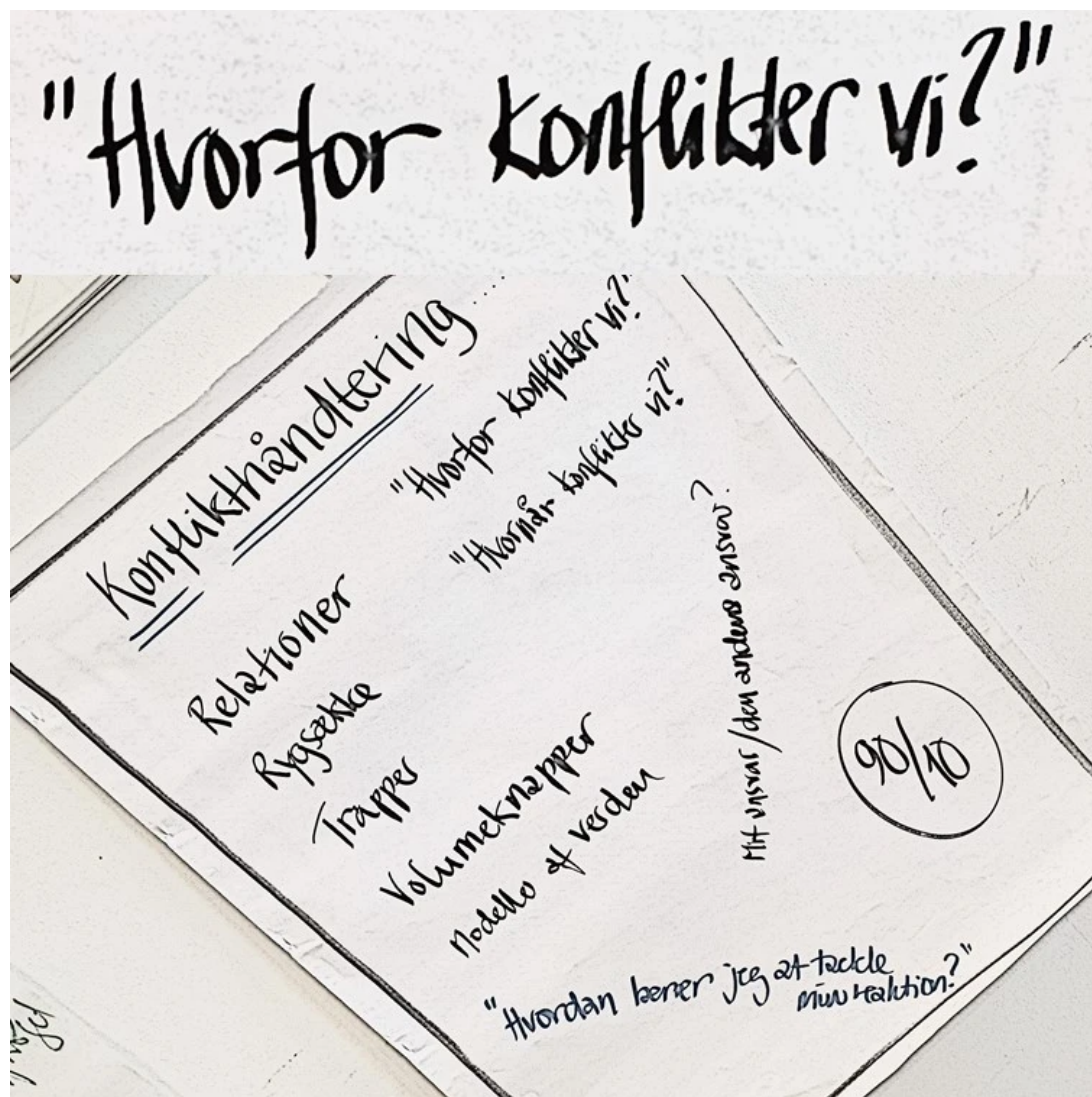 "Hvorfor konflikter vi?"
Konflikthåndtering....
"Hvorfor konflikter vi?"
"Hvornår konflikter vi?"
Relationer
Rygsække
Trapper
Volumeknapper
Modeller af verden
Mit ansvar/den andens ansvar?
90/10
"Hvordan lærer jeg at tackle
min reaktion?"